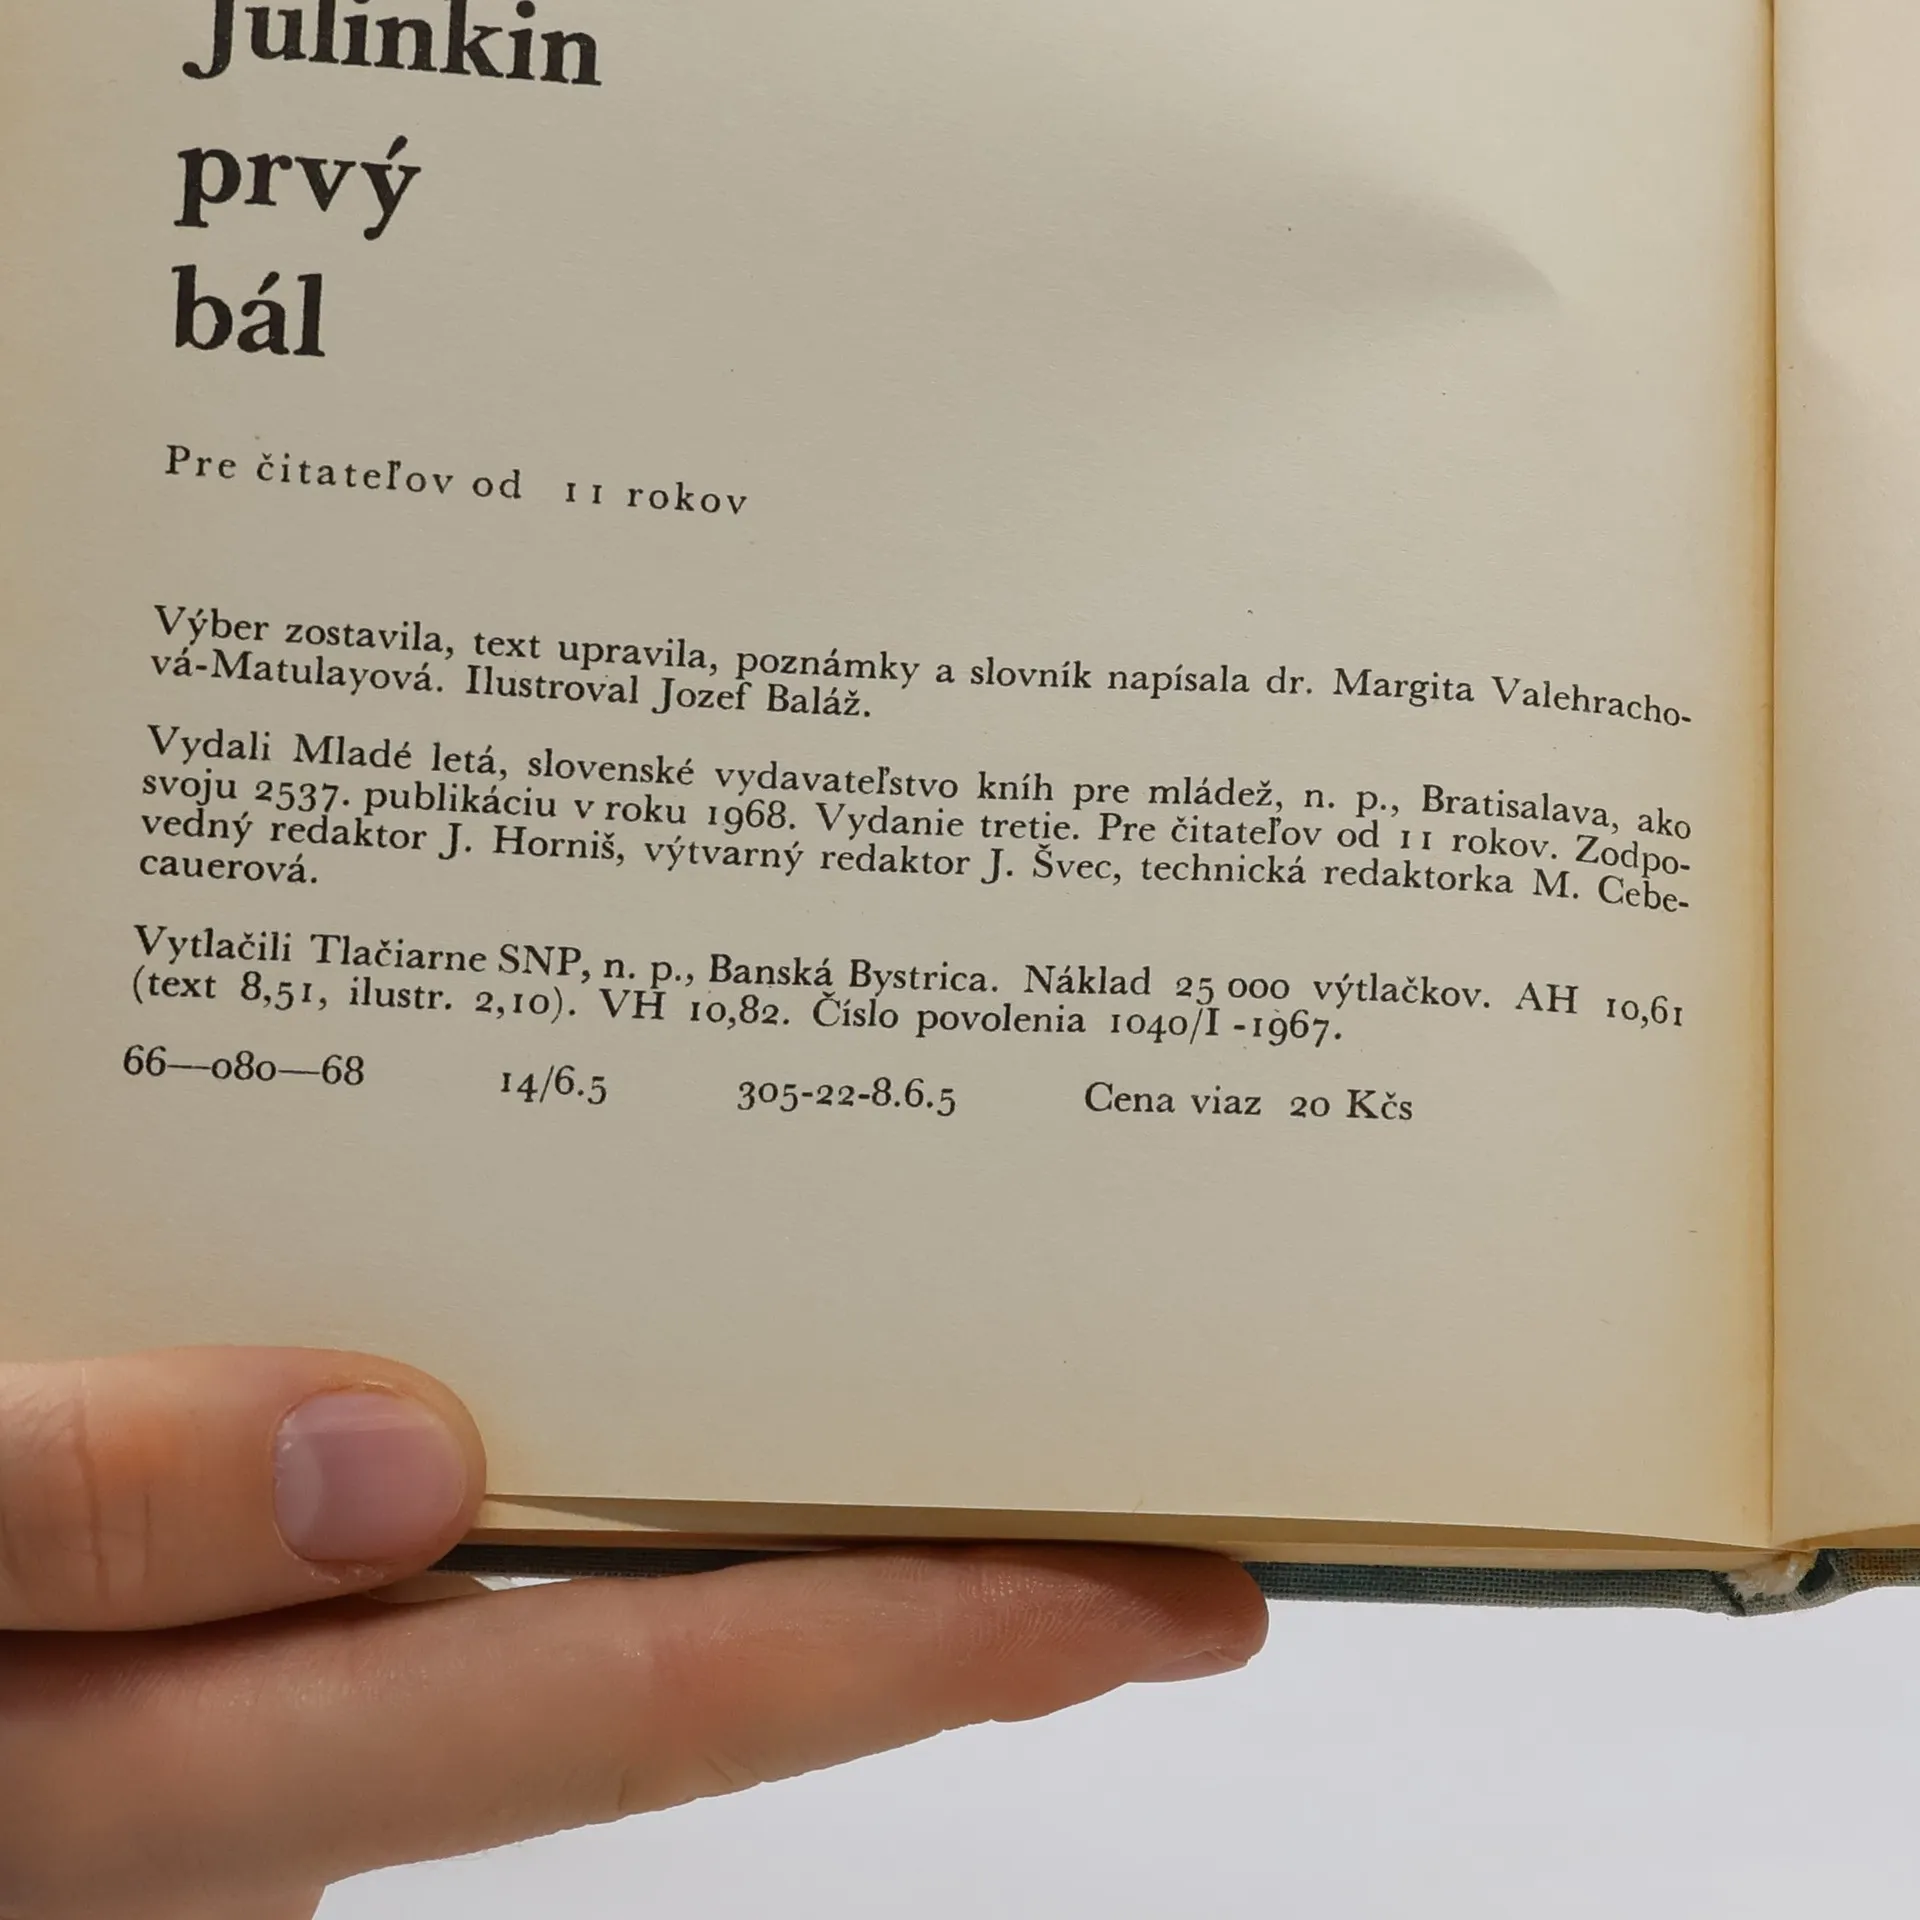 Julinkin
prvý
bál
Pre čitateľov od 11 rokov
Výber zostavila, text upravila, poznámky a slovník napísala dr. Margita Valehracho-
vá-Matulayová. Ilustroval Jozef Baláž.
Vydali Mladé letá, slovenské vydavateľstvo kníh pre mládež, n. p., Bratisalava, ako
svoju 2537. publikáciu v roku 1968. Vydanie tretie. Pre čitateľov od 11 rokov. Zodpo-
vedný redaktor J. Horniš, výtvarný redaktor J. Švec, technická redaktorka M. Cebe-
cauerová.
Vytlačili Tlačiarne SNP, n. p., Banská Bystrica. Náklad 25 000 výtlačkov. AH 10,61
(text 8,51, ilustr. 2,10). VH 10,82. Číslo povolenia 1040/I -1967.
66—080—68 14/6.5 305-22-8.6.5 Cena viaz 20 Kčs